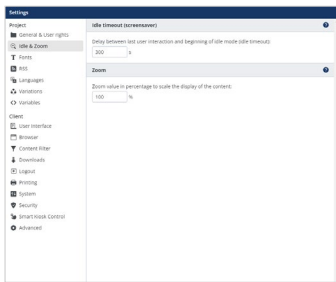 Settings
Project
General & User rights
Idle & Zoom
Fonts
RSS
Languages
Variations
Variables
Client
User Interface
Browser
Content Filter
Downloads
Logout
Printing
System
Security
Smart Kiosk Control
Advanced
Idle timeout (screensaver)
Delay between last user interaction and beginning of idle mode (idle timeout):
300 s
Zoom
Zoom value in percentage to scale the display of the content:
100 %